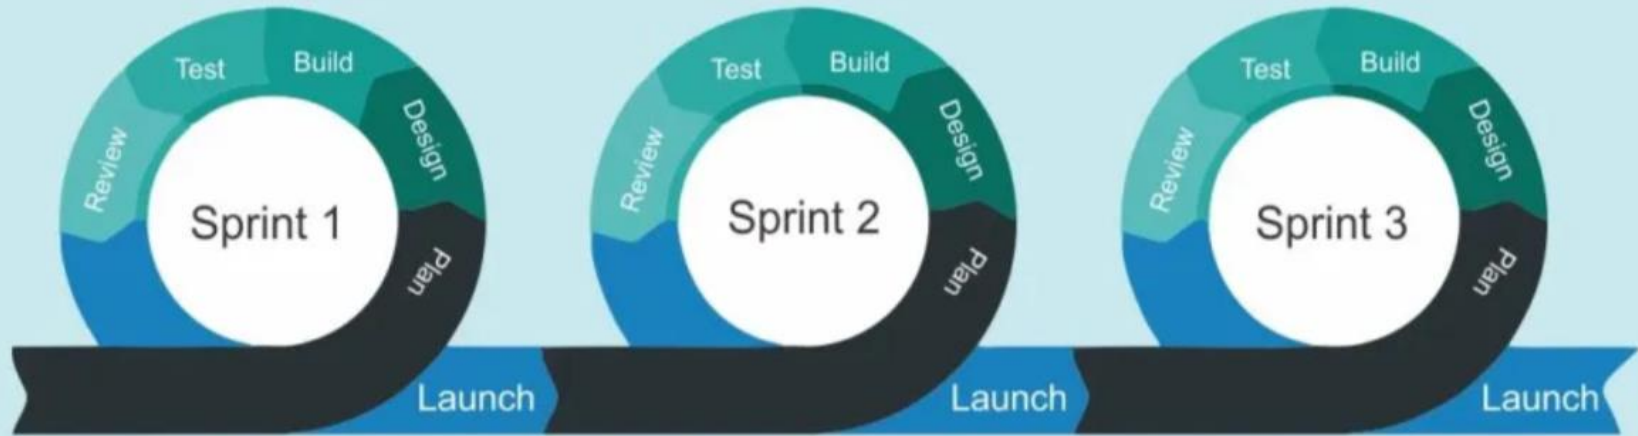 Test
Build
Design
Review
Sprint 1
Plan
Launch
Test
Build
Design
Review
Sprint 2
Plan
Launch
Test
Build
Design
Review
Sprint 3
Plan
Launch